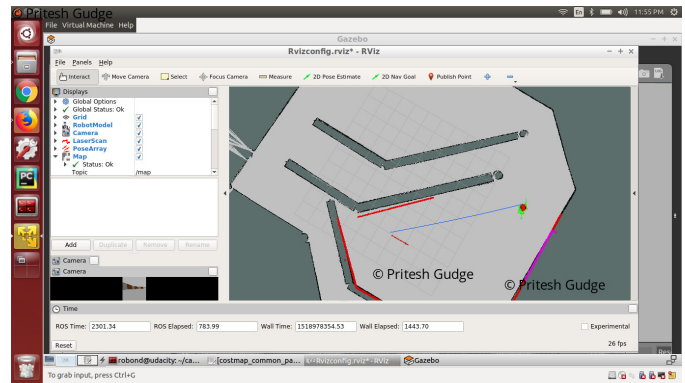 Pritesh Gudge
File Virtual Machine Help
En
11:55 PM
Gazebo
Rvizconfig.rviz* - RViz
File Panels Help
Interact Move Camera Select Focus Camera Measure 2D Pose Estimate 2D Nav Goal Publish Point
Displays
Global Options
Global Status: Ok
Grid
RobotModel
Camera
LaserScan
PoseArray
Map
Status: Ok
Topic /map
Add Duplicate Remove Rename
Camera
Camera
© Pritesh Gudge
© Pritesh Gudge
Time
ROS Time: 2301.34 ROS Elapsed: 783.99 Wall Time: 1518978354.53 Wall Elapsed: 1443.70 Experimental
Reset 26 fps
robond@udacity: ~/ca... [costmap_common_pa... Rvizconfig.rviz* - RViz Gazebo
To grab input, press Ctrl+G